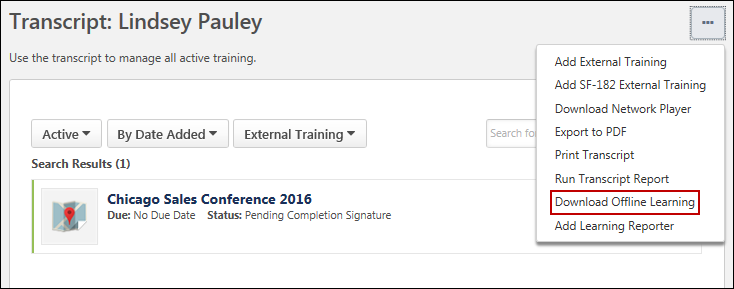 Transcript: Lindsey Pauley
...
Use the transcript to manage all active training.
Add External Training
Add SF-182 External Training
Download Network Player
Export to PDF
Print Transcript
Run Transcript Report
Download Offline Learning
Add Learning Reporter
Active
By Date Added
External Training
Search for
Search Results (1)
Chicago Sales Conference 2016
Due: No Due Date Status: Pending Completion Signature